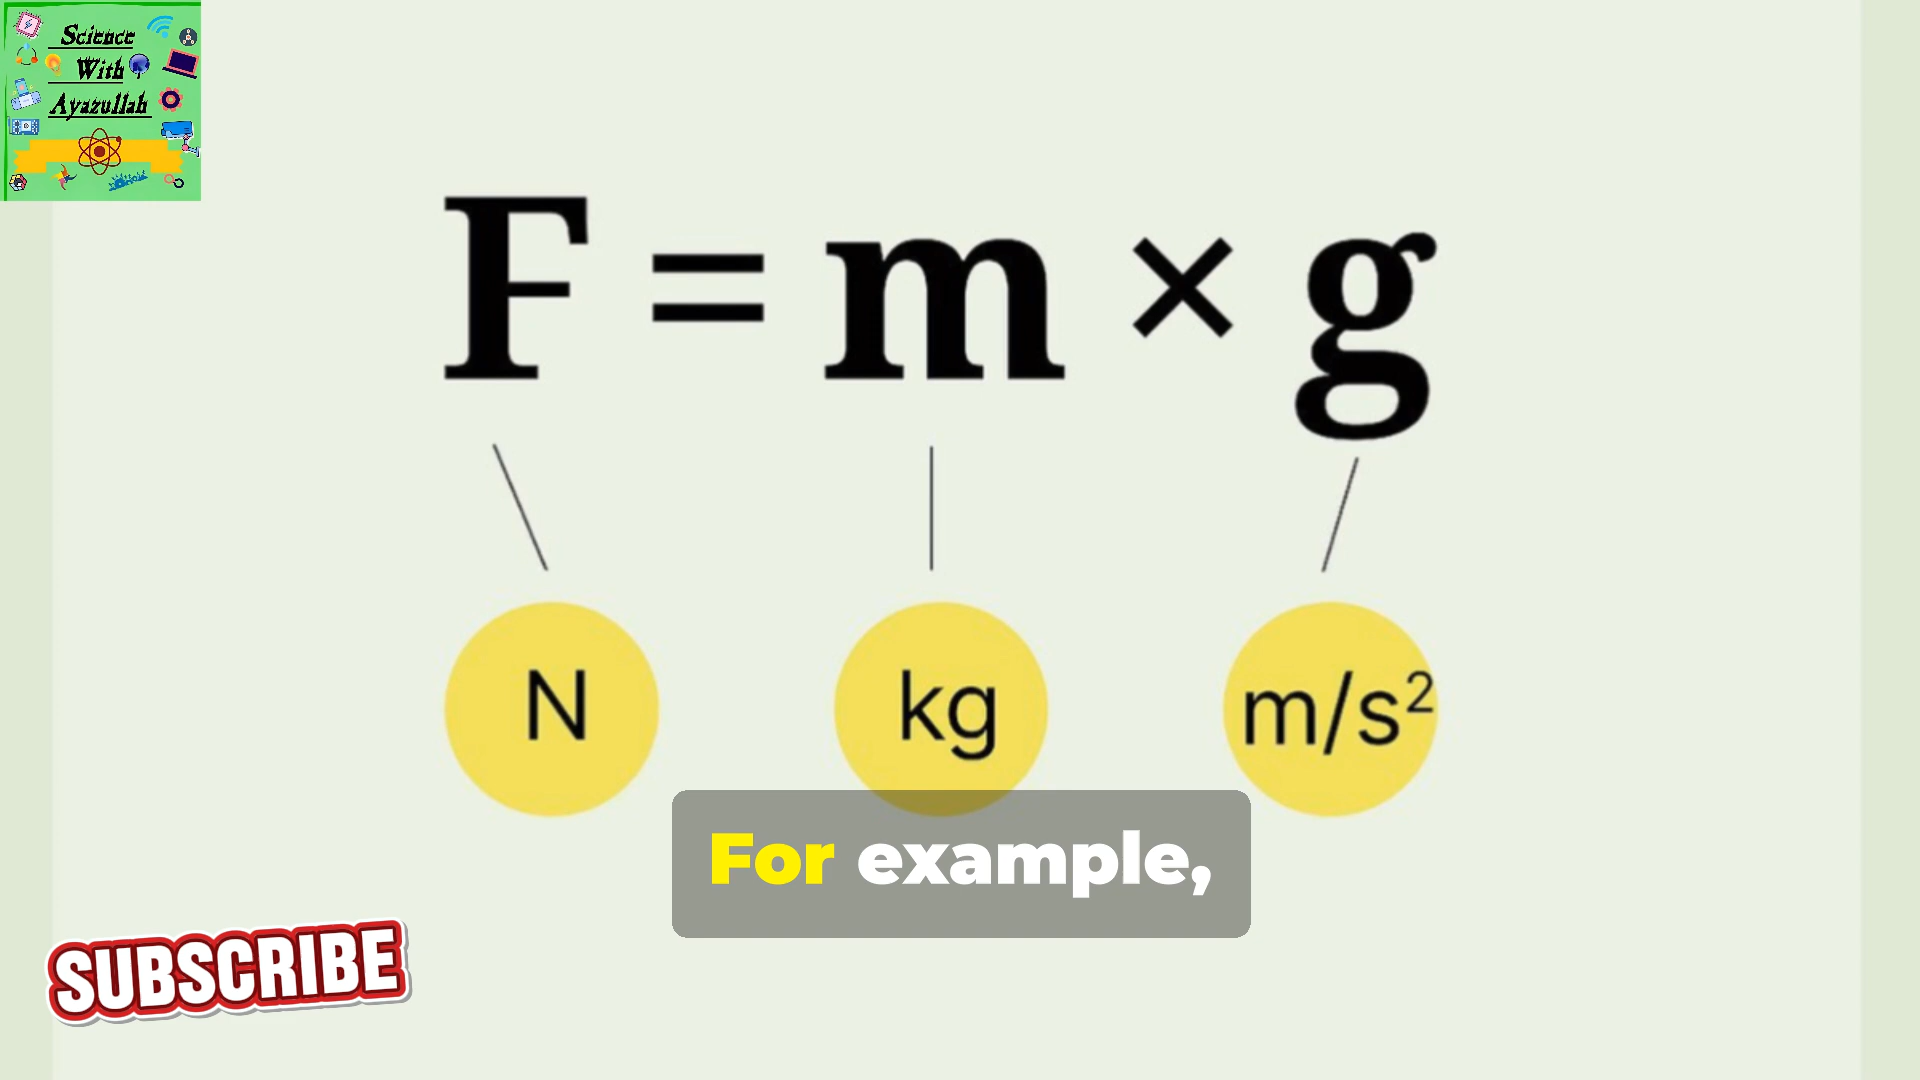 Science
With
Ayazullah
F = m × g
N kg m/s²
For example,
SUBSCRIBE